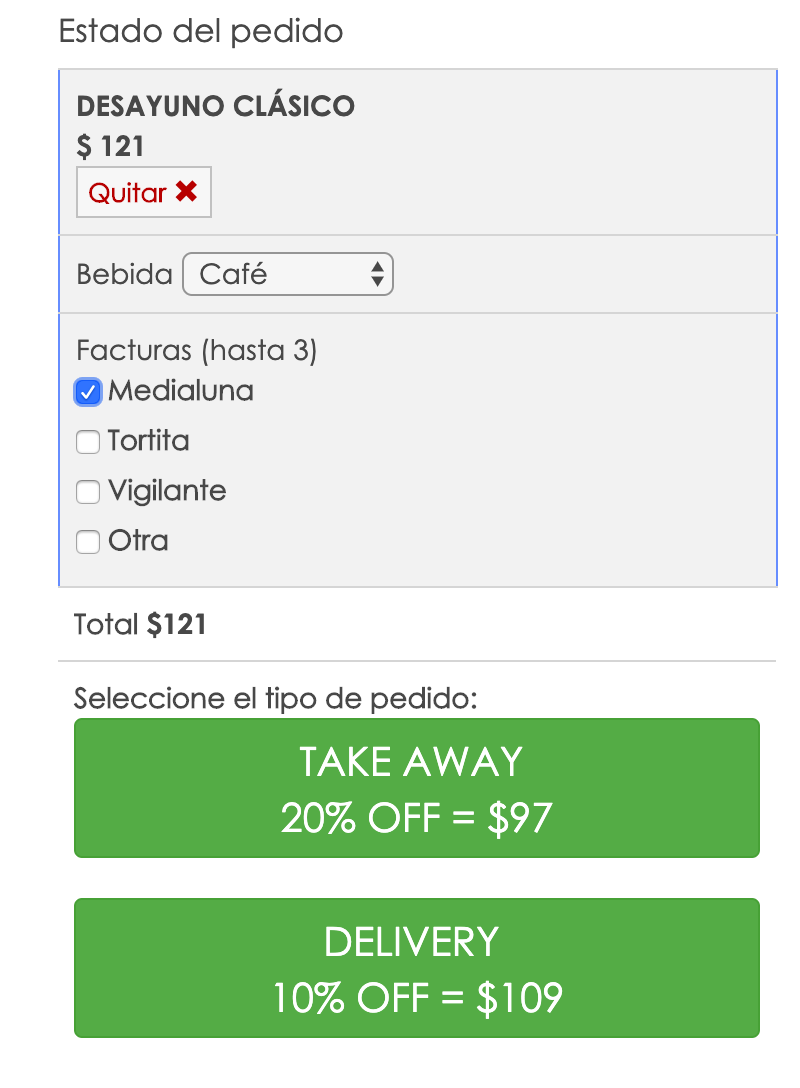 Estado del pedido
DESAYUNO CLÁSICO
$ 121
Quitar ✖
Bebida Café
Facturas (hasta 3)
Medialuna
Tortita
Vigilante
Otra
Total $121
Seleccione el tipo de pedido:
TAKE AWAY
20% OFF = $97
DELIVERY
10% OFF = $109